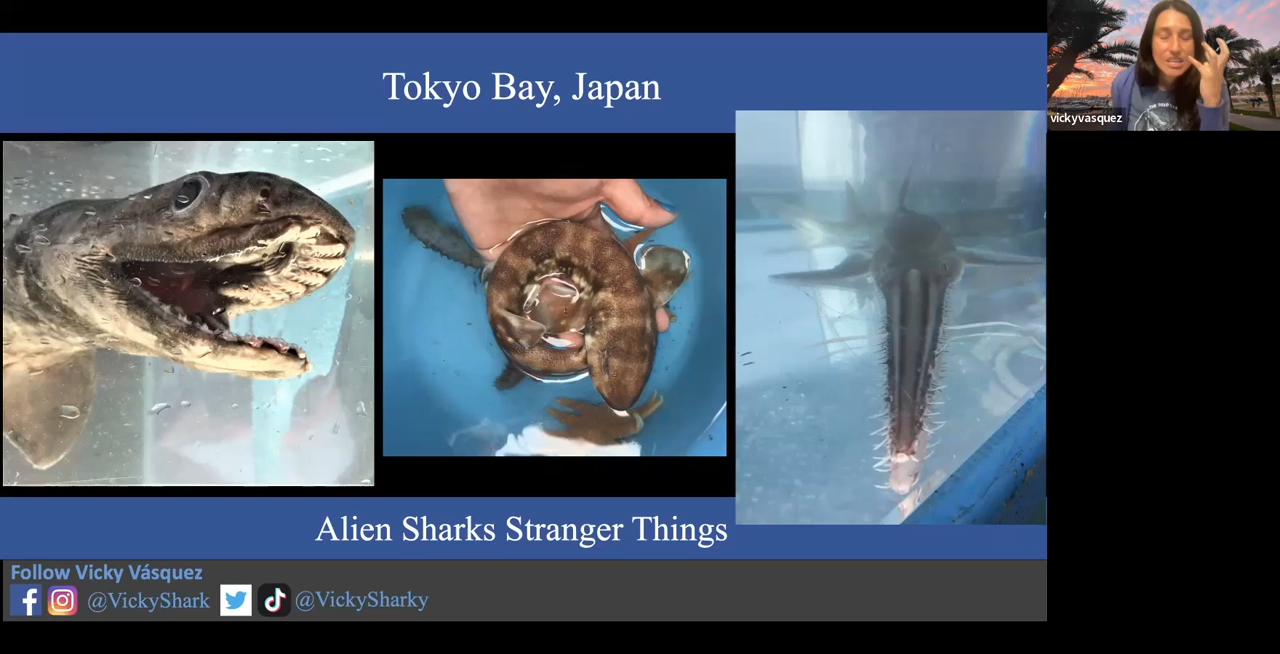 Tokyo Bay, Japan
vickyvasquez
Alien Sharks Stranger Things
Follow Vicky Vásquez
@VickyShark @VickySharky